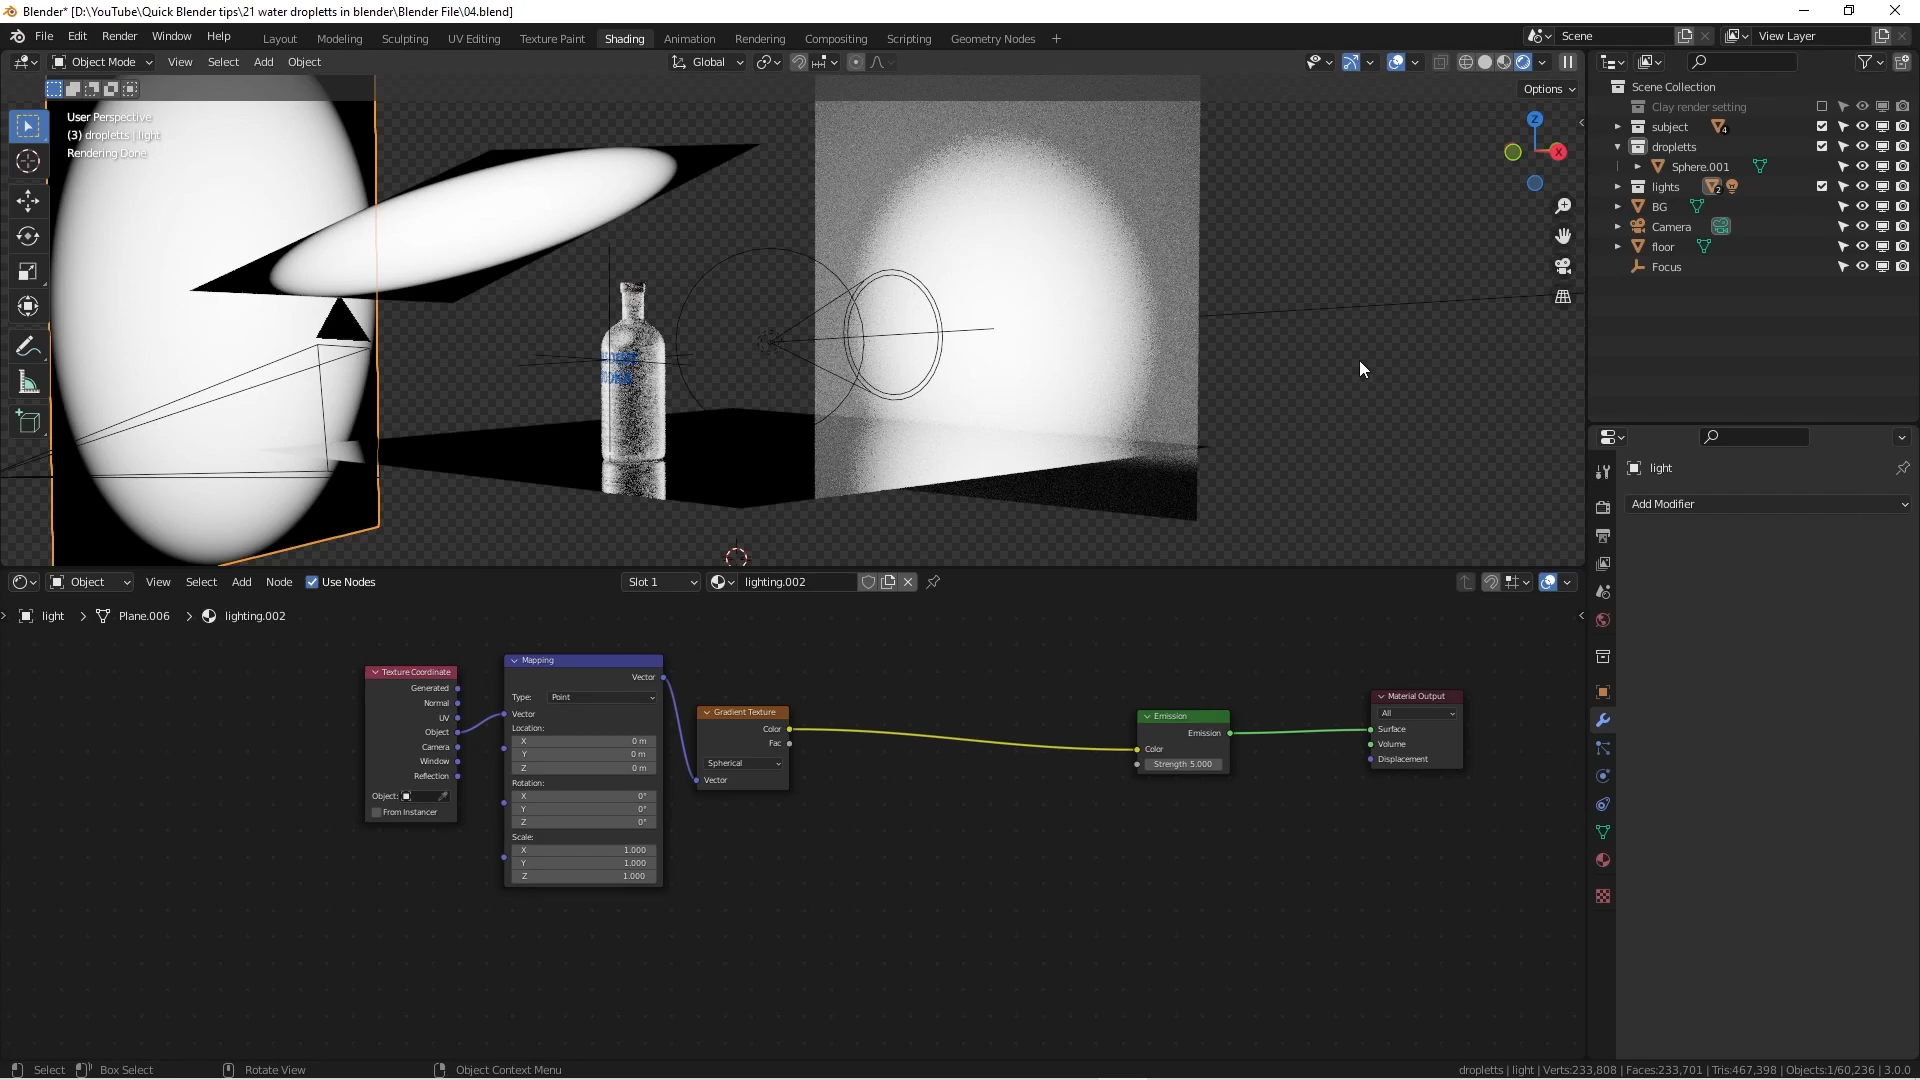 Blender* [D:\YouTube\Quick Blender tips\21 water dropletts in blender\Blender File\04.blend]
File Edit Render Window Help Layout Modeling Sculpting UV Editing Texture Paint Shading Animation Rendering Compositing Scripting Geometry Nodes + Scene View Layer
Object Mode View Select Add Object Global
Options
User Perspective
(3) dropletts | light
Rendering Done
Z
X
Scene Collection
Clay render setting
subject 4
dropletts
Sphere.001
lights 2
BG
Camera
floor
Focus
light
Add Modifier
Object View Select Add Node Use Nodes Slot 1 lighting.002
light > Plane.006 > lighting.002
Texture Coordinate
Generated
Normal
UV
Object
Camera
Window
Reflection
Object:
From Instancer
Mapping
Vector
Type: Point
Vector
Location:
X 0 m
Y 0 m
Z 0 m
Rotation:
X 0°
Y 0°
Z 0°
Scale:
X 1.000
Y 1.000
Z 1.000
Gradient Texture
Color
Fac
Spherical
Vector
Emission
Emission
Color
Strength 5.000
Material Output
All
Surface
Volume
Displacement
Select Box Select Rotate View Object Context Menu dropletts | light | Verts:233,808 | Faces:233,701 | Tris:467,398 | Objects:1/60,236 | 3.0.0